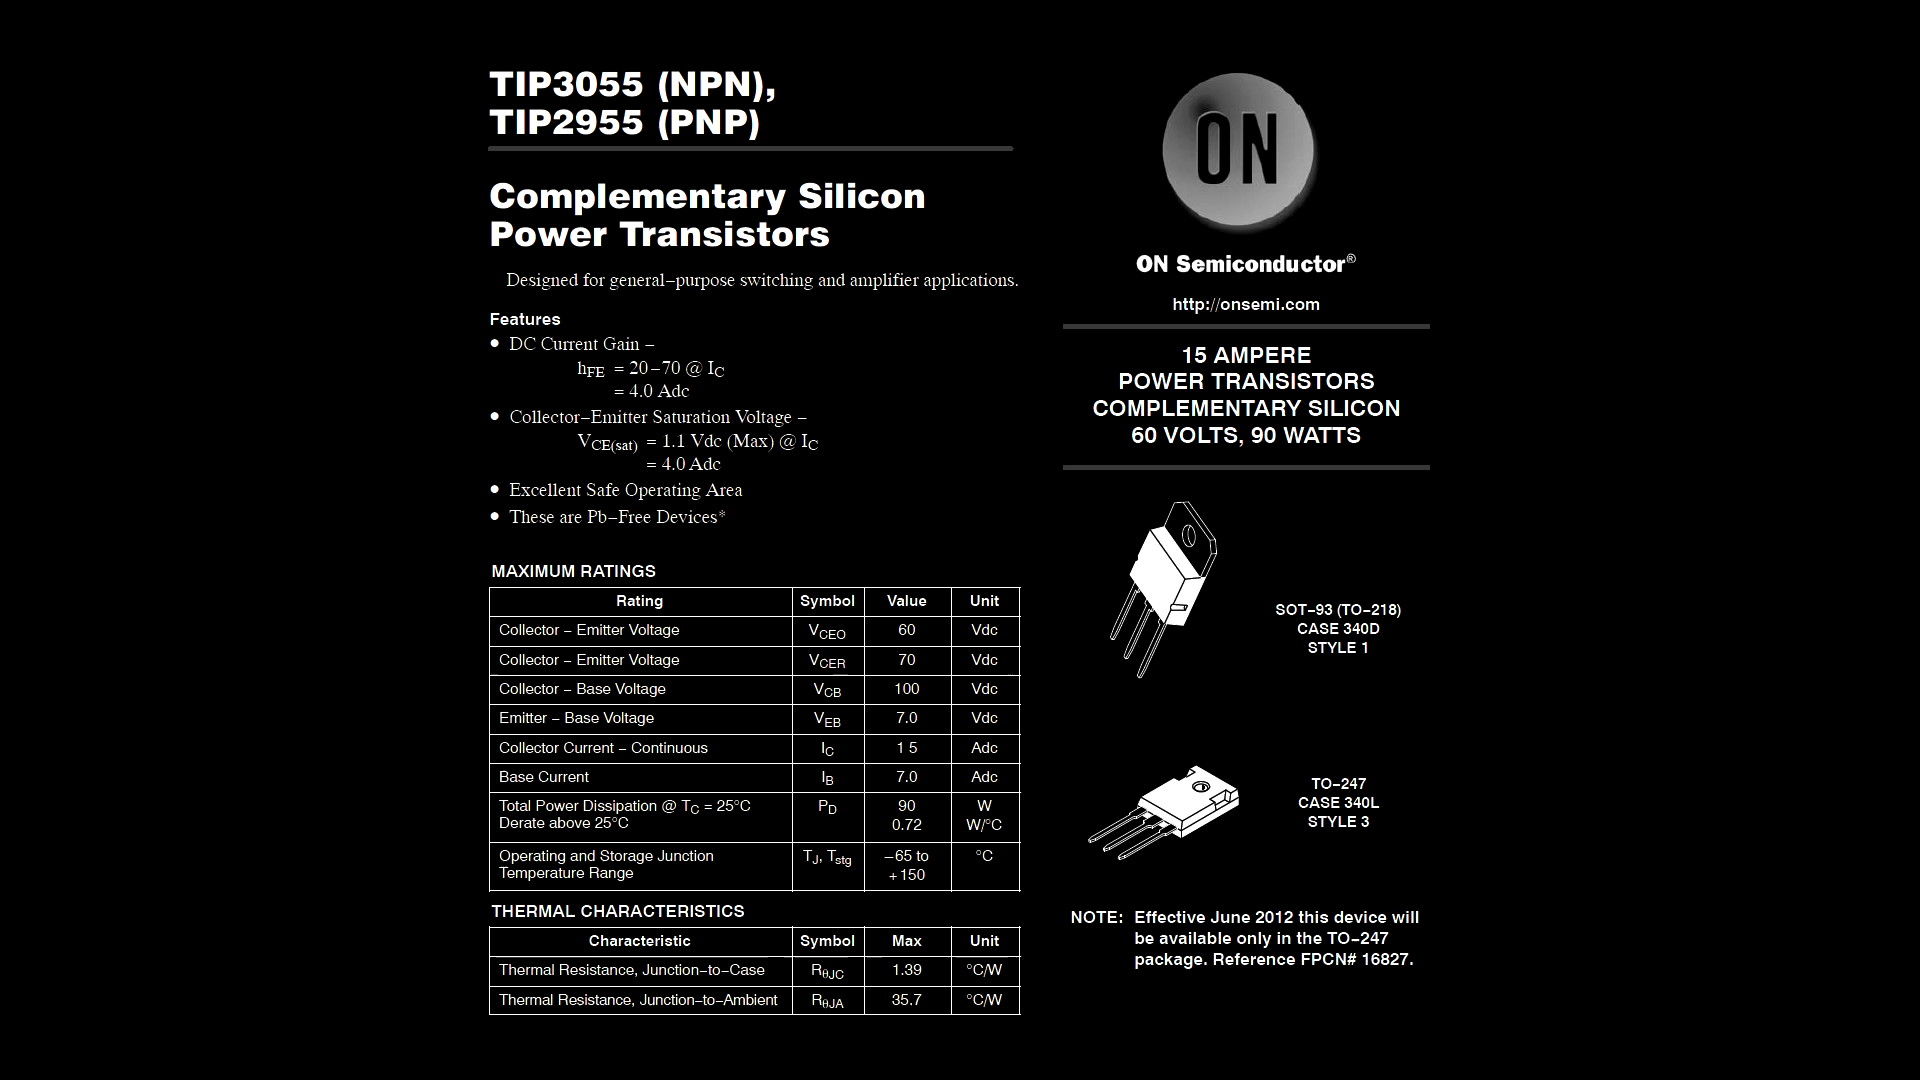 TIP3055 (NPN),
TIP2955 (PNP)
Complementary Silicon
Power Transistors
Designed for general−purpose switching and amplifier applications.
Features
• DC Current Gain −
hFE = 20−70 @ IC
= 4.0 Adc
• Collector−Emitter Saturation Voltage −
VCE(sat) = 1.1 Vdc (Max) @ IC
= 4.0 Adc
• Excellent Safe Operating Area
• These are Pb−Free Devices*
MAXIMUM RATINGS
Rating Symbol Value Unit
Collector − Emitter Voltage VCEO 60 Vdc
Collector − Emitter Voltage VCER 70 Vdc
Collector − Base Voltage VCB 100 Vdc
Emitter − Base Voltage VEB 7.0 Vdc
Collector Current − Continuous IC 1 5 Adc
Base Current IB 7.0 Adc
Total Power Dissipation @ TC = 25°C PD 90 W
Derate above 25°C 0.72 W/°C
Operating and Storage Junction TJ, Tstg −65 to °C
Temperature Range +150
THERMAL CHARACTERISTICS
Characteristic Symbol Max Unit
Thermal Resistance, Junction−to−Case RθJC 1.39 °C/W
Thermal Resistance, Junction−to−Ambient RθJA 35.7 °C/W
ON
ON Semiconductor®
http://onsemi.com
15 AMPERE
POWER TRANSISTORS
COMPLEMENTARY SILICON
60 VOLTS, 90 WATTS
SOT−93 (TO−218)
CASE 340D
STYLE 1
TO−247
CASE 340L
STYLE 3
NOTE: Effective June 2012 this device will
be available only in the TO−247
package. Reference FPCN# 16827.